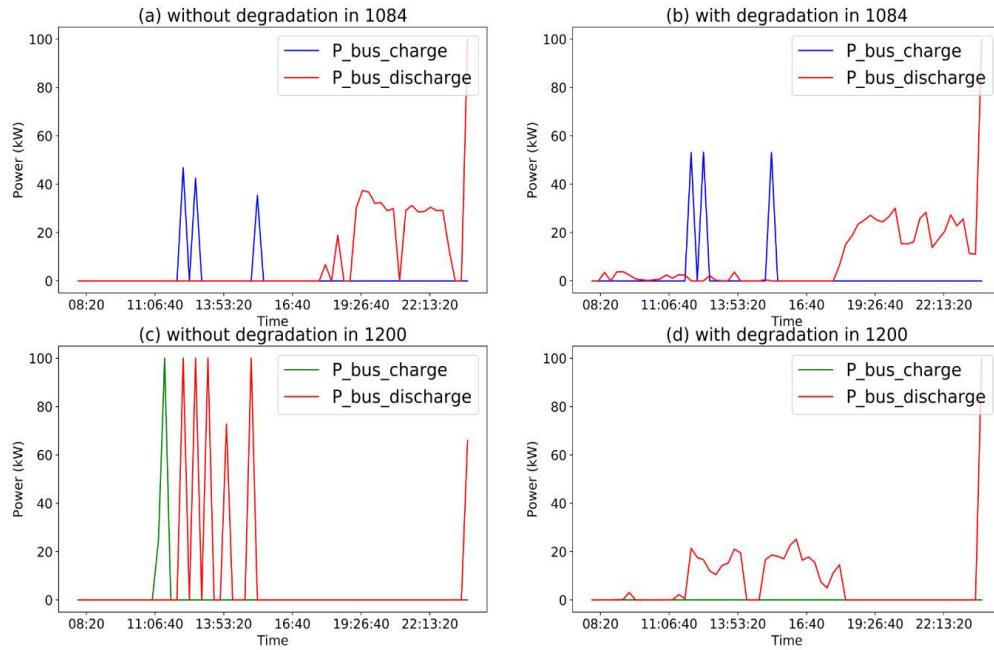 (a) without degradation in 1084
100
80
60
40
20
0
Power (kW)
P_bus_charge
P_bus_discharge
08:20 11:06:40 13:53:20 16:40 19:26:40 22:13:20
Time
(b) with degradation in 1084
100
80
60
40
20
0
Power (kW)
P_bus_charge
P_bus_discharge
08:20 11:06:40 13:53:20 16:40 19:26:40 22:13:20
Time
(c) without degradation in 1200
100
80
60
40
20
0
Power (kW)
P_bus_charge
P_bus_discharge
08:20 11:06:40 13:53:20 16:40 19:26:40 22:13:20
Time
(d) with degradation in 1200
100
80
60
40
20
0
Power (kW)
P_bus_charge
P_bus_discharge
08:20 11:06:40 13:53:20 16:40 19:26:40 22:13:20
Time